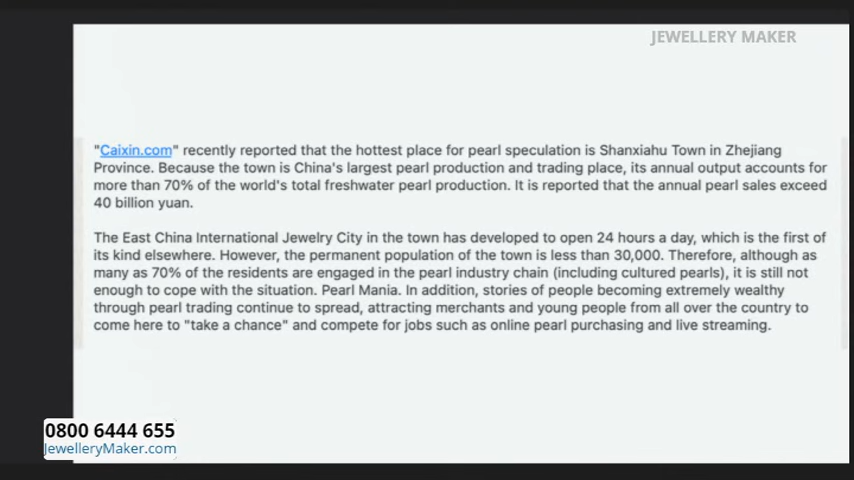 JEWELLERY MAKER
"Caixin.com" recently reported that the hottest place for pearl speculation is Shanxiahu Town in Zhejiang
Province. Because the town is China's largest pearl production and trading place, its annual output accounts for
more than 70% of the world's total freshwater pearl production. It is reported that the annual pearl sales exceed
40 billion yuan.
The East China International Jewelry City in the town has developed to open 24 hours a day, which is the first of
its kind elsewhere. However, the permanent population of the town is less than 30,000. Therefore, although as
many as 70% of the residents are engaged in the pearl industry chain (including cultured pearls), it is still not
enough to cope with the situation. Pearl Mania. In addition, stories of people becoming extremely wealthy
through pearl trading continue to spread, attracting merchants and young people from all over the country to
come here to "take a chance" and compete for jobs such as online pearl purchasing and live streaming.
0800 6444 655
JewelleryMaker.com